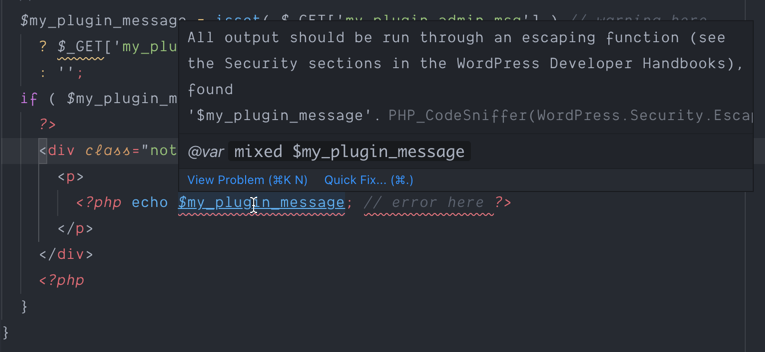 $my_plugin_message = isset( $_GET['my_plugin_admin_msg'] ) // warning here
All output should be run through an escaping function (see
? $_GET['my_plu
the Security sections in the WordPress Developer Handbooks),
: '';
found
if ( $my_plugin_m
'$my_plugin_message'. PHP_CodeSniffer(WordPress.Security.Escap
?>
<div class="not
@var mixed $my_plugin_message
<p>
View Problem (⌘K N) Quick Fix... (⌘.)
<?php echo $my_plugin_message; // error here ?>
</p>
</div>
<?php
}
}